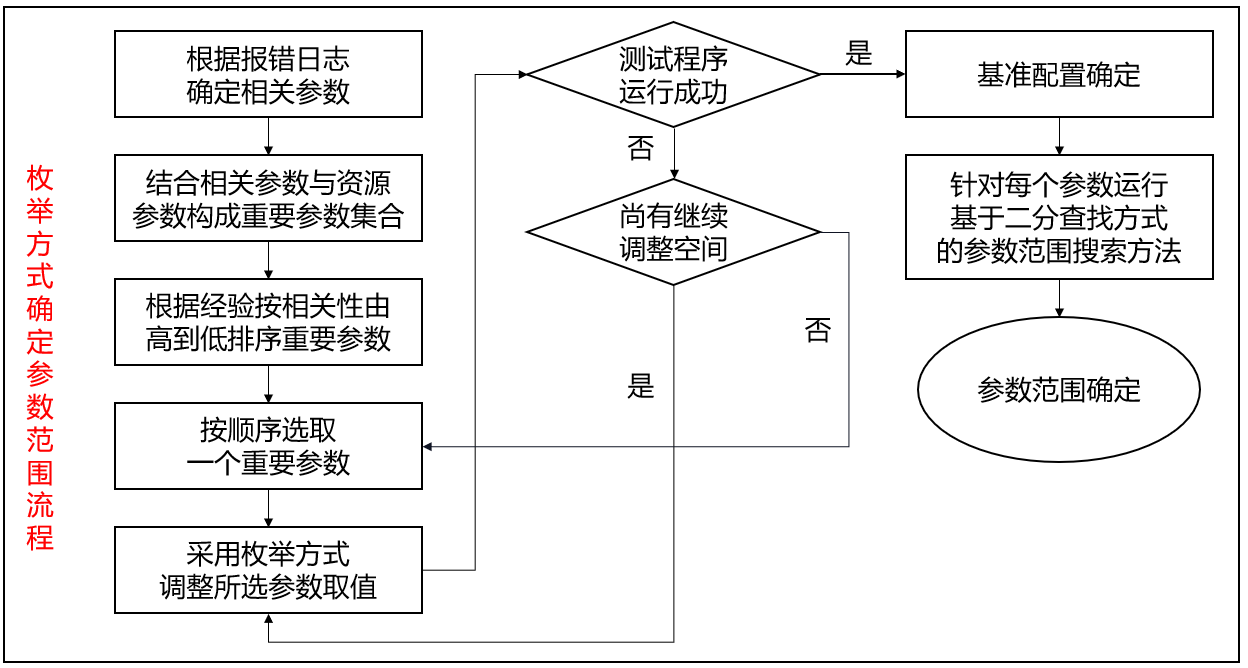 枚举方式确定参数范围流程
根据报错日志
确定相关参数
结合相关参数与资源
参数构成重要参数集合
根据经验按相关性由
高到低排序重要参数
按顺序选取
一个重要参数
采用枚举方式
调整所选参数取值
测试程序
运行成功
是
否
尚有继续
调整空间
否
是
基准配置确定
针对每个参数运行
基于二分查找方式
的参数范围搜索方法
参数范围确定